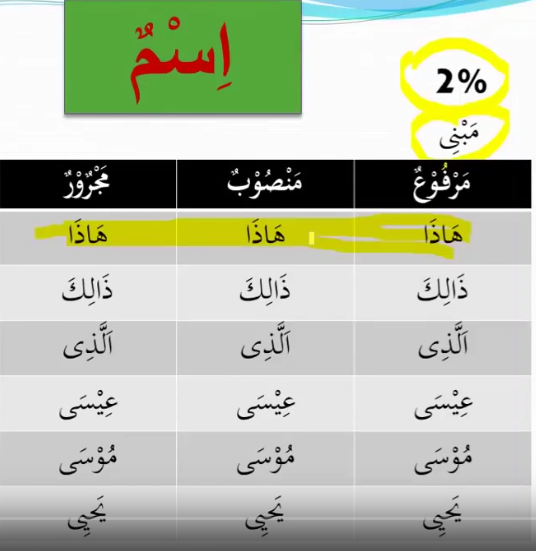 اِسْمٌ
2%
مَبْنِى
مَرْفُوْعٌ مَنْصُوْبٌ مَجْرُوْرٌ
هَاذَا هَاذَا هَاذَا
ذَالِكَ ذَالِكَ ذَالِكَ
اَلَّذِى اَلَّذِى اَلَّذِى
عِيْسَى عِيْسَى عِيْسَى
مُوْسَى مُوْسَى مُوْسَى
يَحْيِى يَحْيِى يَحْيِى